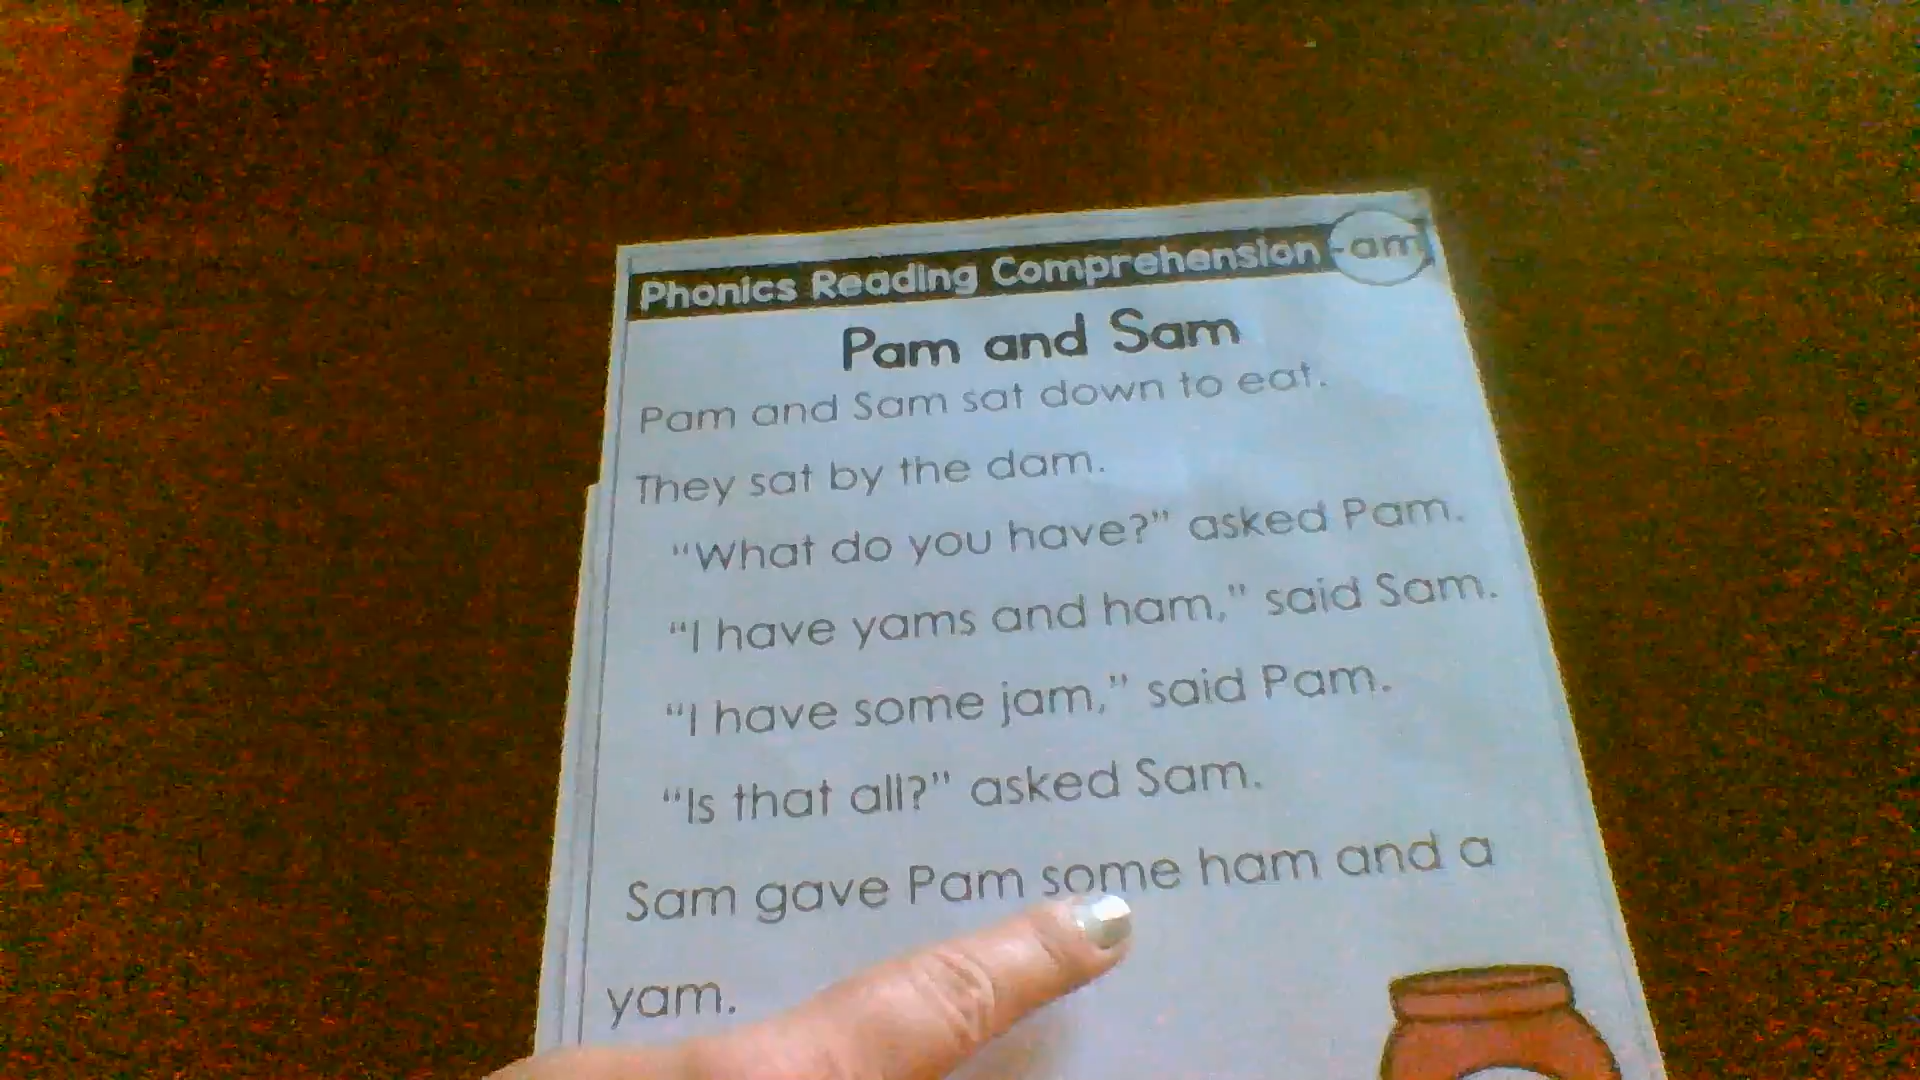 Phonics Reading Comprehension -am
Pam and Sam
Pam and Sam sat down to eat.
They sat by the dam.
“What do you have?” asked Pam.
“I have yams and ham,” said Sam.
“I have some jam,” said Pam.
“Is that all?” asked Sam.
Sam gave Pam some ham and a
yam.